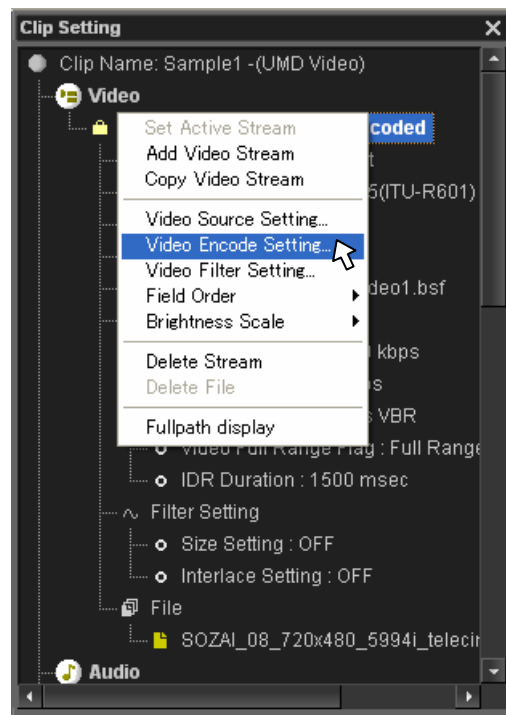 Clip Setting
Clip Name: Sample1 -(UMD Video)
Video
coded
Set Active Stream
Add Video Stream
Copy Video Stream
5(ITU-R601)
Video Source Setting...
Video Encode Setting...
Video Filter Setting...
deo1.bsf
Field Order
Brightness Scale
kbps
Delete Stream
Delete File
s
VBR
Fullpath display
Video Full Range Flag : Full Range
IDR Duration : 1500 msec
Filter Setting
Size Setting : OFF
Interlace Setting : OFF
File
SOZAI_08_720x480_5994i_telecin
Audio